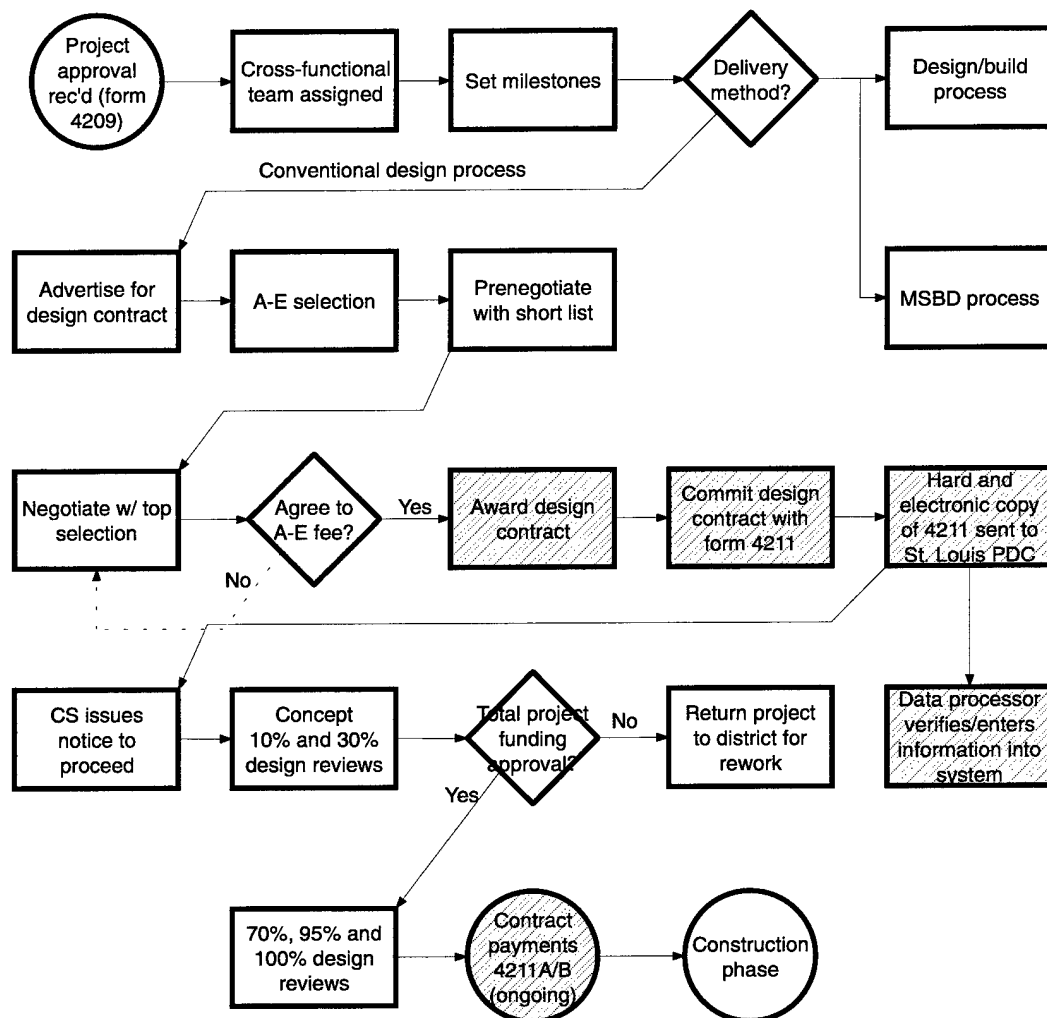 Project
approval
rec'd (form
4209)
Cross-functional
team assigned
Set milestones
Delivery
method?
Design/build
process
Conventional design process
Advertise for
design contract
A-E selection
Prenegotiate
with short list
MSBD process
Negotiate w/ top
selection
Agree to
A-E fee?
Yes
No
Award design
contract
Commit design
contract with
form 4211
Hard and
electronic copy
of 4211 sent to
St. Louis PDC
CS issues
notice to
proceed
Concept
10% and 30%
design reviews
Total project
funding
approval?
No
Yes
Return project
to district for
rework
Data processor
verifies/enters
information into
system
70%, 95% and
100% design
reviews
Contract
payments
4211A/B
(ongoing)
Construction
phase